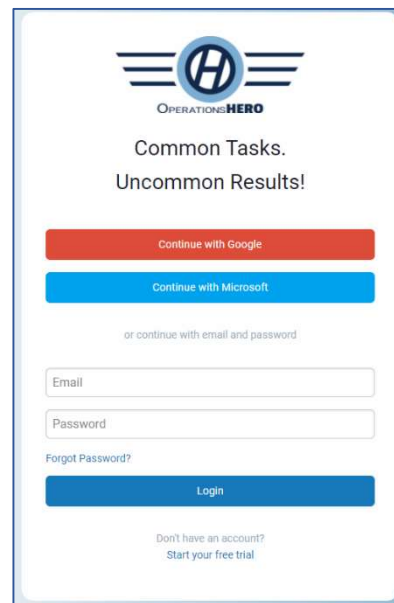 H
OPERATIONSHERO
Common Tasks.
Uncommon Results!
Continue with Google
Continue with Microsoft
or continue with email and password
Email
Password
Forgot Password?
Login
Don't have an account?
Start your free trial